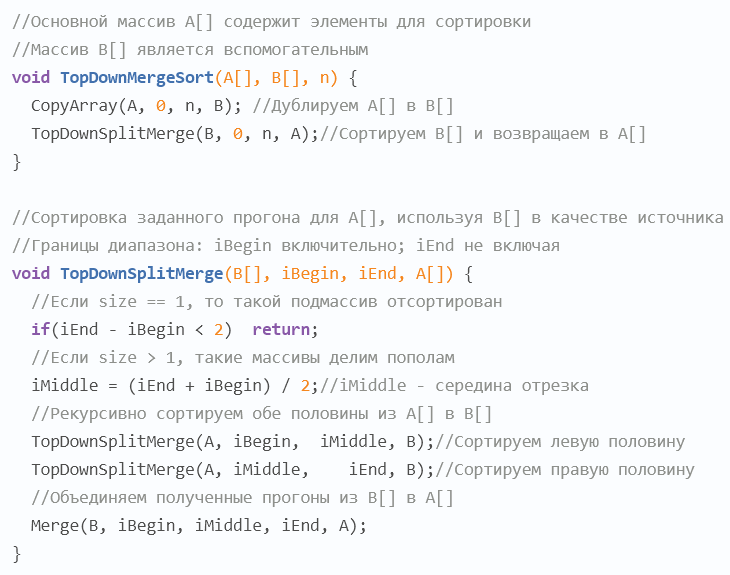 //Основной массив A[] содержит элементы для сортировки
//Массив B[] является вспомогательным
void TopDownMergeSort(A[], B[], n) {
  CopyArray(A, 0, n, B); //Дублируем A[] в B[]
  TopDownSplitMerge(B, 0, n, A);//Сортируем B[] и возвращаем в A[]
}

//Сортировка заданного прогона для A[], используя B[] в качестве источника
//Границы диапазона: iBegin включительно; iEnd не включая
void TopDownSplitMerge(B[], iBegin, iEnd, A[]) {
  //Если size == 1, то такой подмассив отсортирован
  if(iEnd - iBegin < 2)  return;
  //Если size > 1, такие массивы делим пополам
  iMiddle = (iEnd + iBegin) / 2;//iMiddle - середина отрезка
  //Рекурсивно сортируем обе половины из A[] в B[]
  TopDownSplitMerge(A, iBegin,  iMiddle, B);//Сортируем левую половину
  TopDownSplitMerge(A, iMiddle,    iEnd, B);//Сортируем правую половину
  //Объединяем полученные прогоны из B[] в A[]
  Merge(B, iBegin, iMiddle, iEnd, A);
}